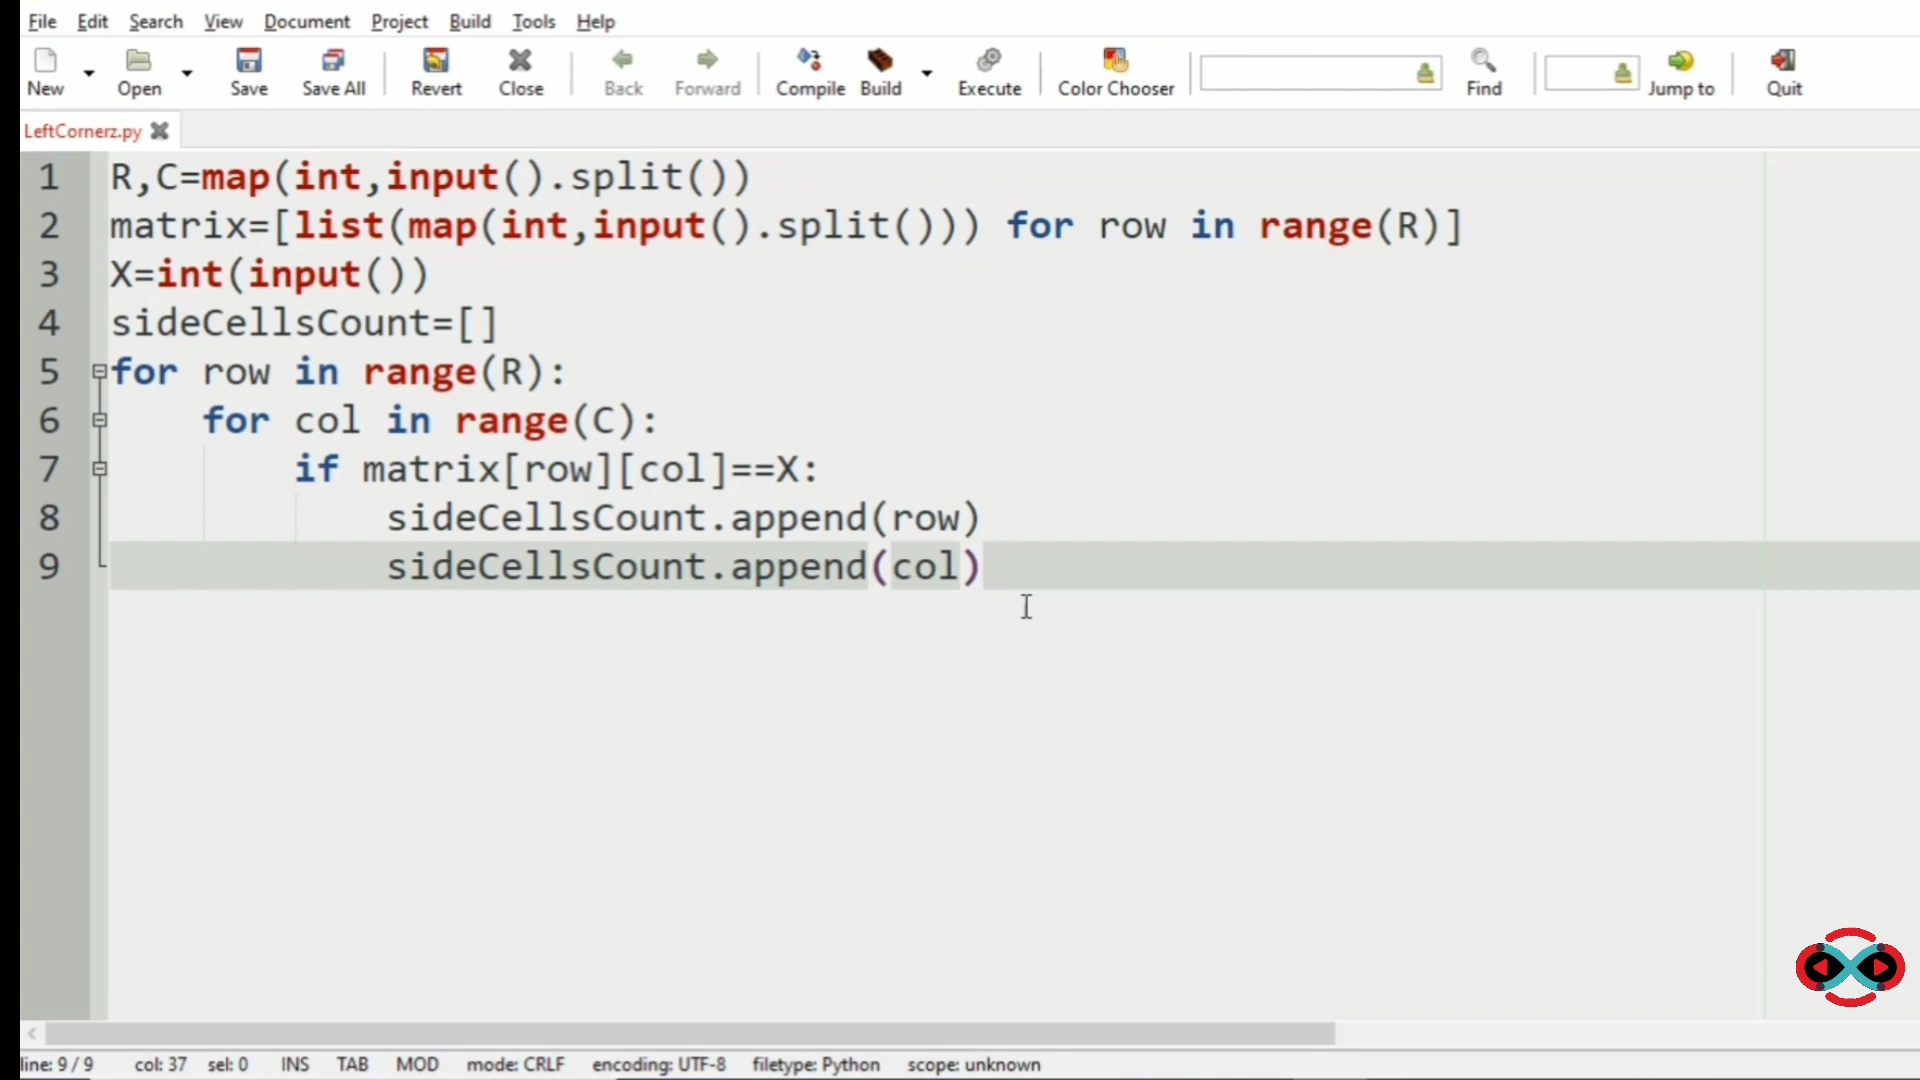 File Edit Search View Document Project Build Tools Help
New Open Save Save All Revert Close Back Forward Compile Build Execute Color Chooser Find Jump to Quit
LeftCornerz.py
1 R,C=map(int,input().split())
2 matrix=[list(map(int,input().split())) for row in range(R)]
3 X=int(input())
4 sideCellsCount=[]
5 for row in range(R):
6     for col in range(C):
7         if matrix[row][col]==X:
8             sideCellsCount.append(row)
9             sideCellsCount.append(col)
line: 9 / 9 col: 37 sel: 0 INS TAB MOD mode: CRLF encoding: UTF-8 filetype: Python scope: unknown